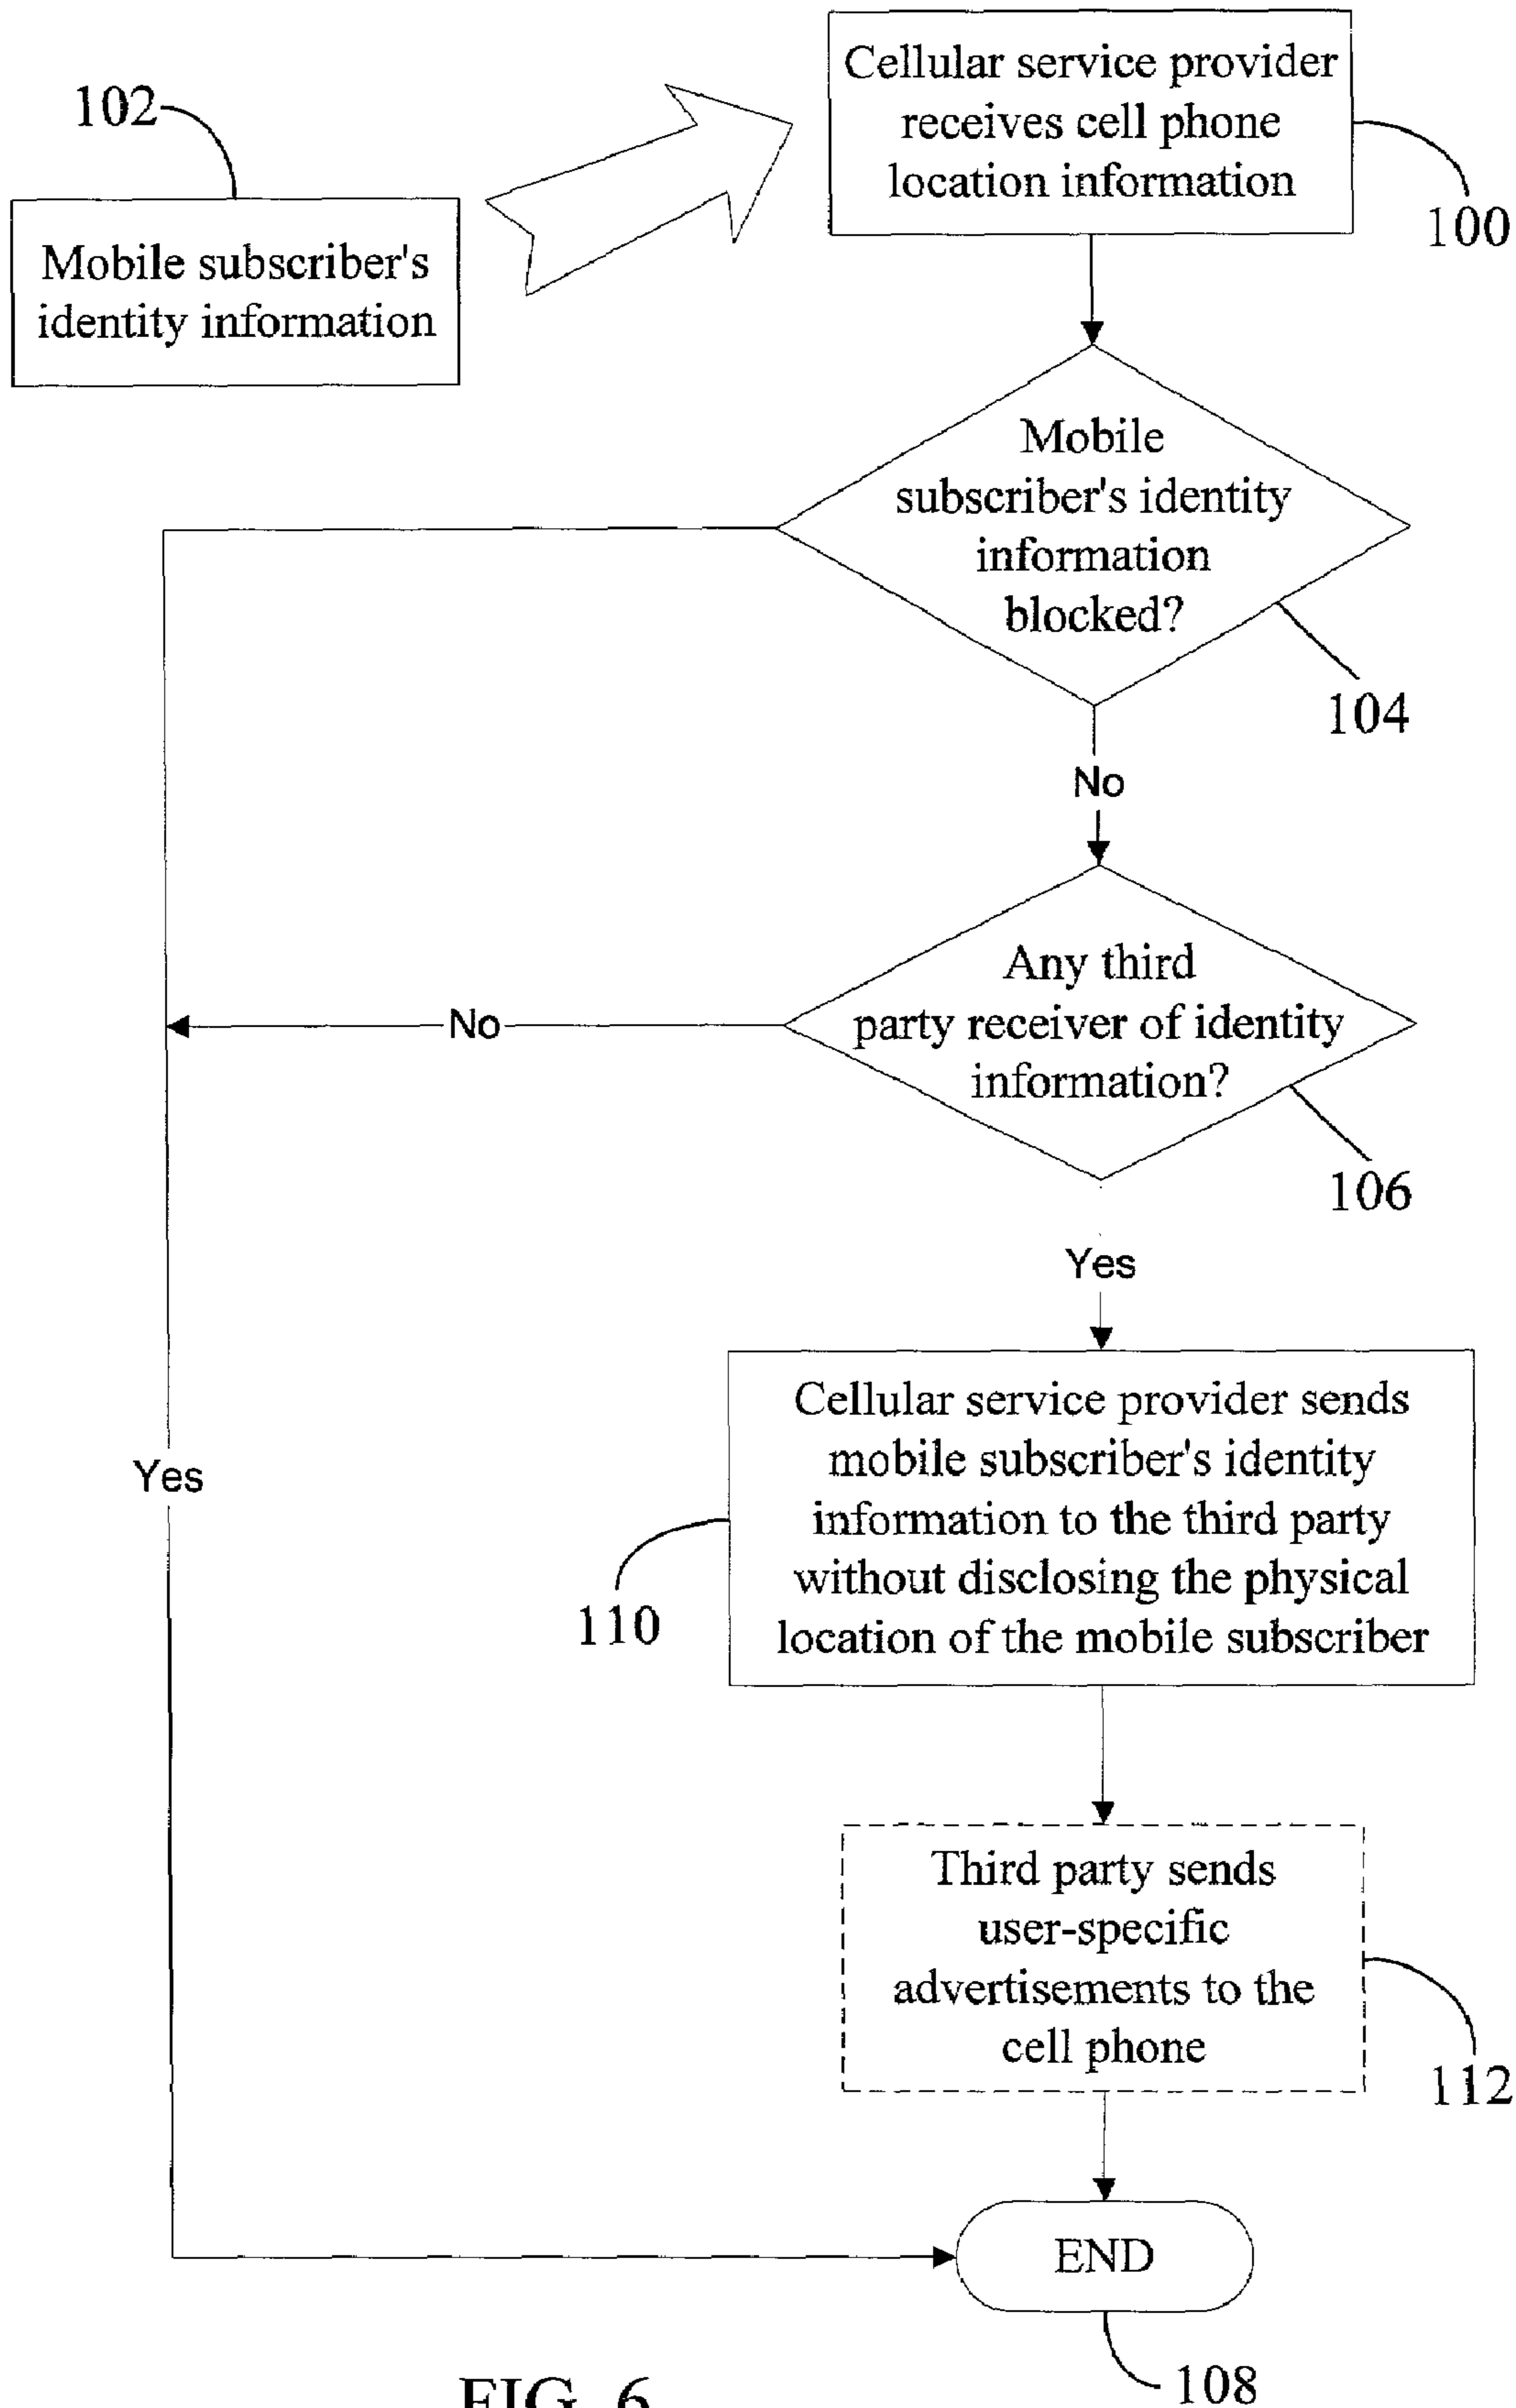 Cellular service provider
receives cell phone
location information
100
102
Mobile subscriber's
identity information
Mobile
subscriber's identity
information
blocked?
104
No
Any third
party receiver of identity
information?
106
No
Yes
Cellular service provider sends
mobile subscriber's identity
information to the third party
without disclosing the physical
location of the mobile subscriber
110
Yes
Third party sends
user-specific
advertisements to the
cell phone
112
END
108
FIG. 6